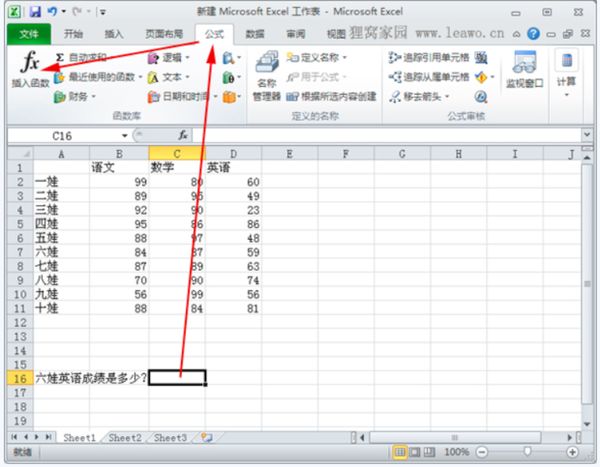 新建 Microsoft Excel 工作表 - Microsoft Excel
文件 开始 插入 页面布局 公式 数据 审阅 视图 狸窝家园 www.leawo.cn
fx 插入函数
Σ 自动求和
最近使用的函数
财务
逻辑
文本
日期和时间
函数库
名称
管理器
定义名称
用于公式
根据所选内容创建
定义的名称
追踪引用单元格
追踪从属单元格
移去箭头
公式审核
监视窗口
计算
C16 fx
A B C D E F G H I J
1 语文 数学 英语
2 一娃 99 80 60
3 二娃 89 95 49
4 三娃 92 90 23
5 四娃 95 86 86
6 五娃 88 97 48
7 六娃 84 87 59
8 七娃 87 89 63
9 八娃 70 90 74
10 九娃 56 99 56
11 十娃 88 84 81
12
13
14
15
16 六娃英语成绩是多少?
17
18
19
Sheet1 Sheet2 Sheet3
就绪 100%